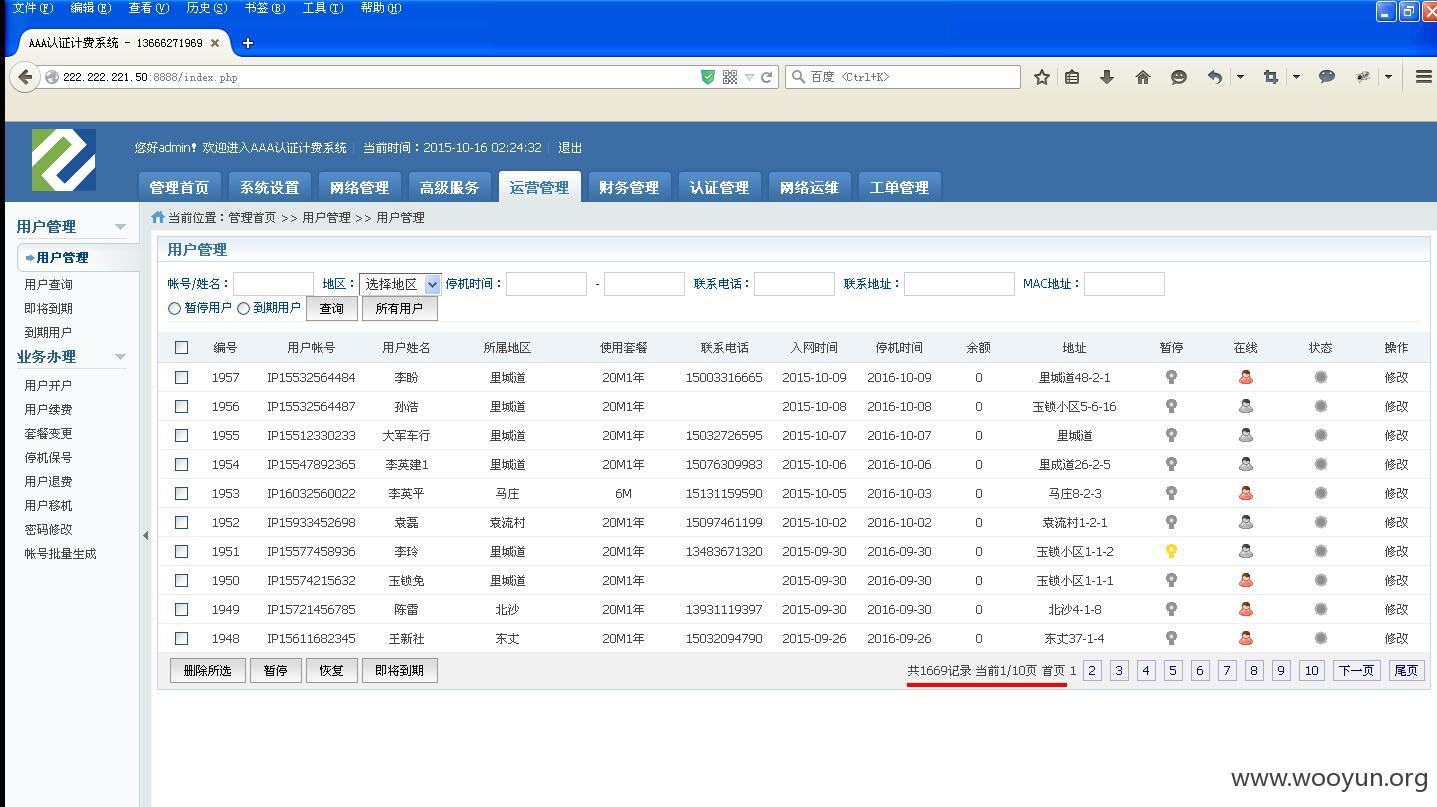 文件(F) 编辑(E) 查看(V) 历史(S) 书签(B) 工具(T) 帮助(H)
AAA认证计费系统 - 13666271969
222.222.221.50:8888/index.php 百度 <Ctrl+K>
您好admin! 欢迎进入AAA认证计费系统 当前时间：2015-10-16 02:24:32 退出
管理首页 系统设置 网络管理 高级服务 运营管理 财务管理 认证管理 网络运维 工单管理
当前位置：管理首页 >> 用户管理 >> 用户管理
用户管理
用户管理
用户查询
即将到期
到期用户
业务办理
用户开户
用户续费
套餐变更
停机保号
用户退费
用户移机
密码修改
帐号批量生成
用户管理
帐号/姓名： 地区： 选择地区 停机时间： - 联系电话： 联系地址： MAC地址：
暂停用户 到期用户 查询 所有用户
编号 用户帐号 用户姓名 所属地区 使用套餐 联系电话 入网时间 停机时间 余额 地址 暂停 在线 状态 操作
1957 IP15532564484 李盼 里城道 20M1年 15003316665 2015-10-09 2016-10-09 0 里城道48-2-1 修改
1956 IP15532564487 孙浩 里城道 20M1年 2015-10-08 2016-10-08 0 玉锁小区5-6-16 修改
1955 IP15512330233 大军车行 里城道 20M1年 15032726595 2015-10-07 2016-10-07 0 里城道 修改
1954 IP15547892365 李英建1 里城道 20M1年 15076309983 2015-10-06 2016-10-06 0 里成道26-2-5 修改
1953 IP16032560022 李英平 马庄 6M 15131159590 2015-10-05 2016-10-03 0 马庄8-2-3 修改
1952 IP15933452698 袁磊 袁流村 20M1年 15097461199 2015-10-02 2016-10-02 0 袁流村1-2-1 修改
1951 IP15577458936 李玲 里城道 20M1年 13483671320 2015-09-30 2016-09-30 0 玉锁小区1-1-2 修改
1950 IP15574215632 玉锁免 里城道 20M1年 2015-09-30 2016-09-30 0 玉锁小区1-1-1 修改
1949 IP15721456785 陈雷 北沙 20M1年 13931119397 2015-09-30 2016-09-30 0 北沙4-1-8 修改
1948 IP15611682345 王新社 东丈 20M1年 15032094790 2015-09-26 2016-09-26 0 东丈37-1-4 修改
删除所选 暂停 恢复 即将到期 共1669记录 当前1/10页 首页 1 2 3 4 5 6 7 8 9 10 下一页 尾页
www.wooyun.org